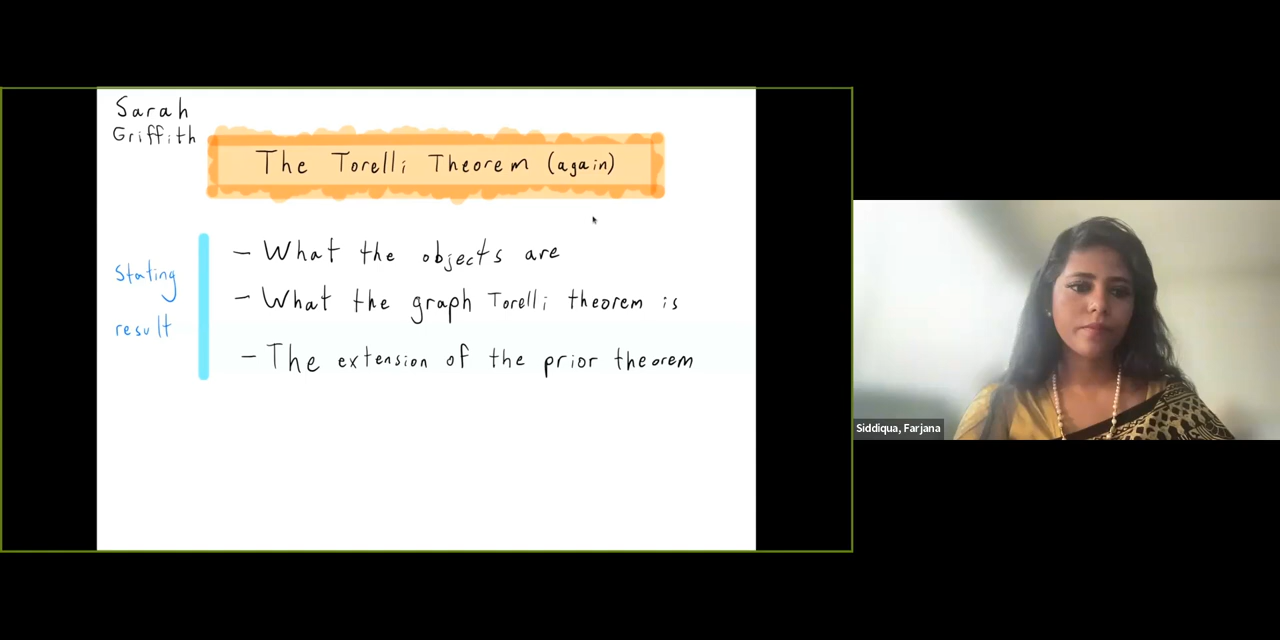 Sarah
Griffith
The Torelli Theorem (again)
Stating
result
- What the objects are
- What the graph Torelli theorem is
- The extension of the prior theorem
Siddiqua, Farjana